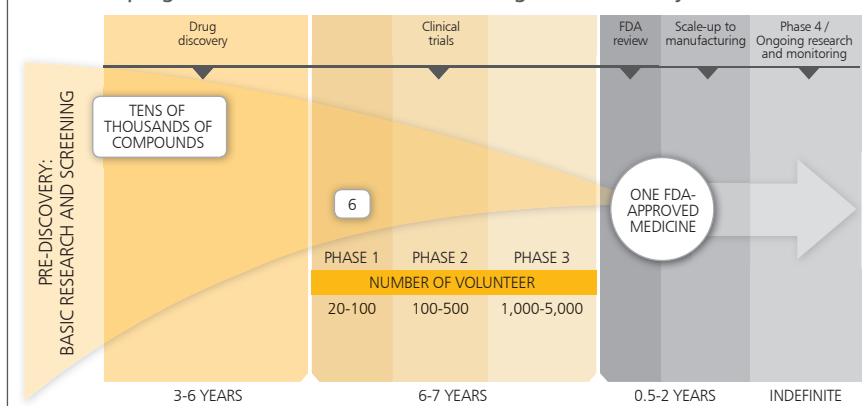 Drug
discovery
Clinical
trials
FDA
review
Scale-up to
manufacturing
Phase 4 /
Ongoing research
and monitoring
PRE-DISCOVERY:
BASIC RESEARCH AND SCREENING
TENS OF
THOUSANDS OF
COMPOUNDS
6
ONE FDA-
APPROVED
MEDICINE
PHASE 1 PHASE 2 PHASE 3
NUMBER OF VOLUNTEER
20-100 100-500 1,000-5,000
3-6 YEARS 6-7 YEARS 0.5-2 YEARS INDEFINITE